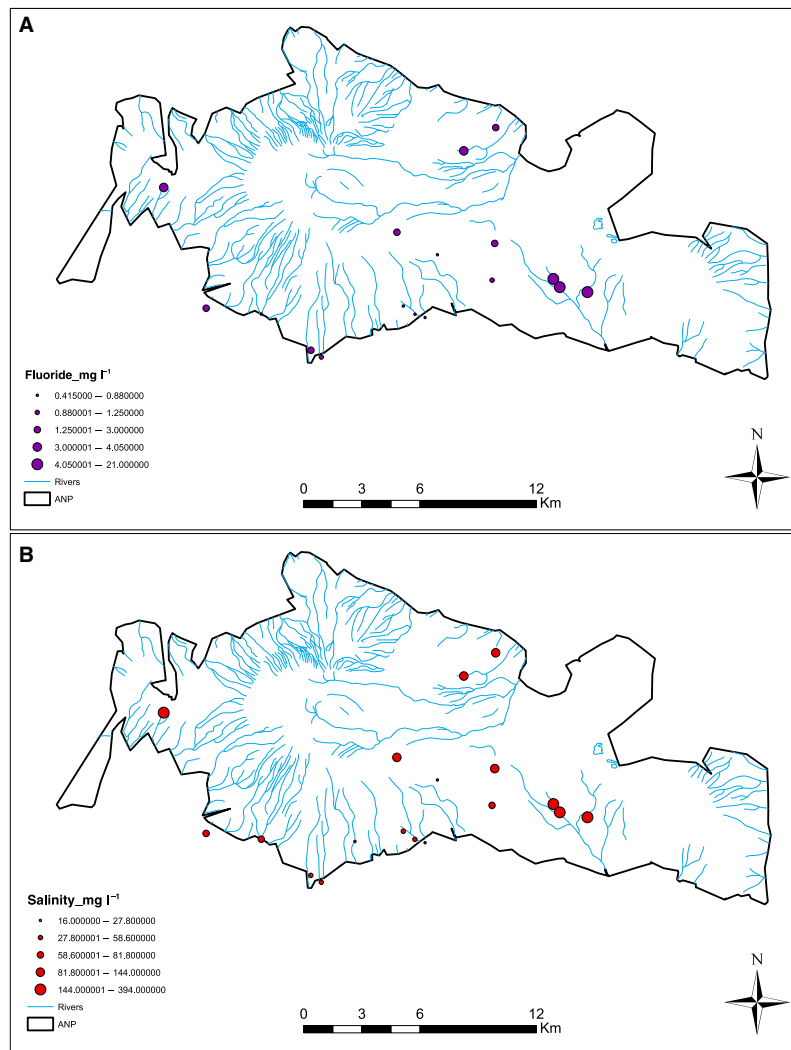 A
Fluoride_mg l⁻¹
0.415000 – 0.880000
0.880001 – 1.250000
1.250001 – 3.000000
3.000001 – 4.050000
4.050001 – 21.000000
Rivers
ANP
0 3 6 12
Km
N
B
Salinity_mg l⁻¹
16.000000 – 27.800000
27.800001 – 58.600000
58.600001 – 81.800000
81.800001 – 144.000000
144.000001 – 394.000000
Rivers
ANP
0 3 6 12
Km
N